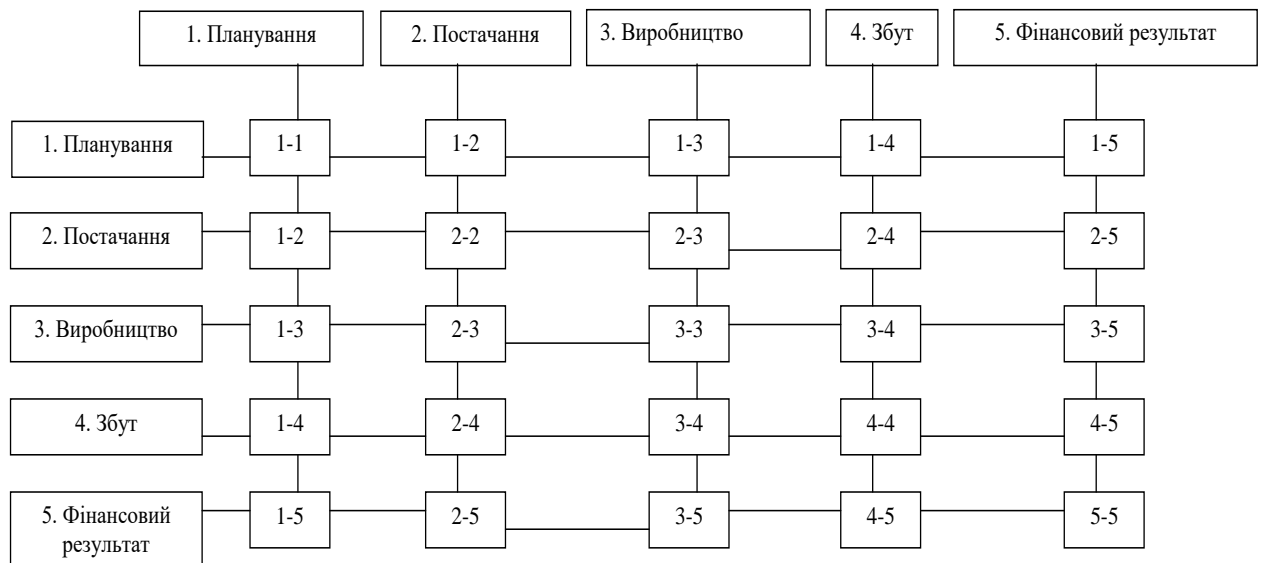 1. Планування 2. Постачання 3. Виробництво 4. Збут 5. Фінансовий результат
1. Планування 1-1 1-2 1-3 1-4 1-5
2. Постачання 1-2 2-2 2-3 2-4 2-5
3. Виробництво 1-3 2-3 3-3 3-4 3-5
4. Збут 1-4 2-4 3-4 4-4 4-5
5. Фінансовий 1-5 2-5 3-5 4-5 5-5
результат